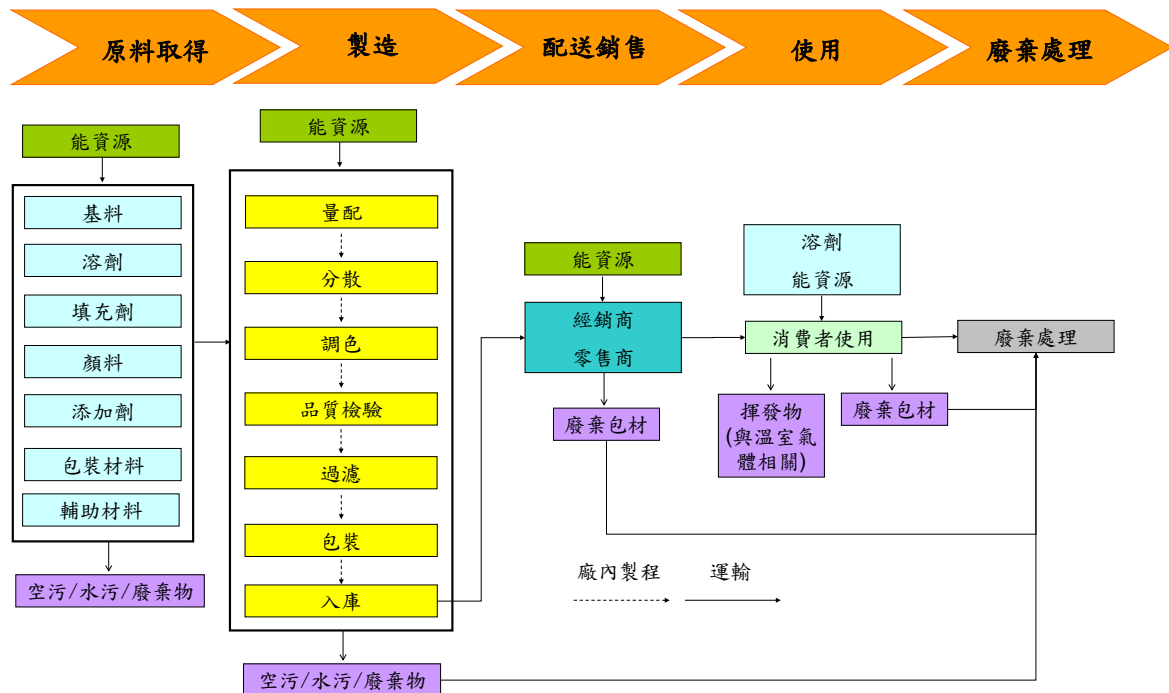 原料取得
製造
配送銷售
使用
廢棄處理
能資源
基料
溶劑
填充劑
顏料
添加劑
包裝材料
輔助材料
空污/水污/廢棄物
能資源
量配
分散
調色
品質檢驗
過濾
包裝
入庫
空污/水污/廢棄物
能資源
經銷商
零售商
廢棄包材
溶劑
能資源
消費者使用
揮發物
(與溫室氣
體相關)
廢棄包材
廢棄處理
廠內製程
運輸